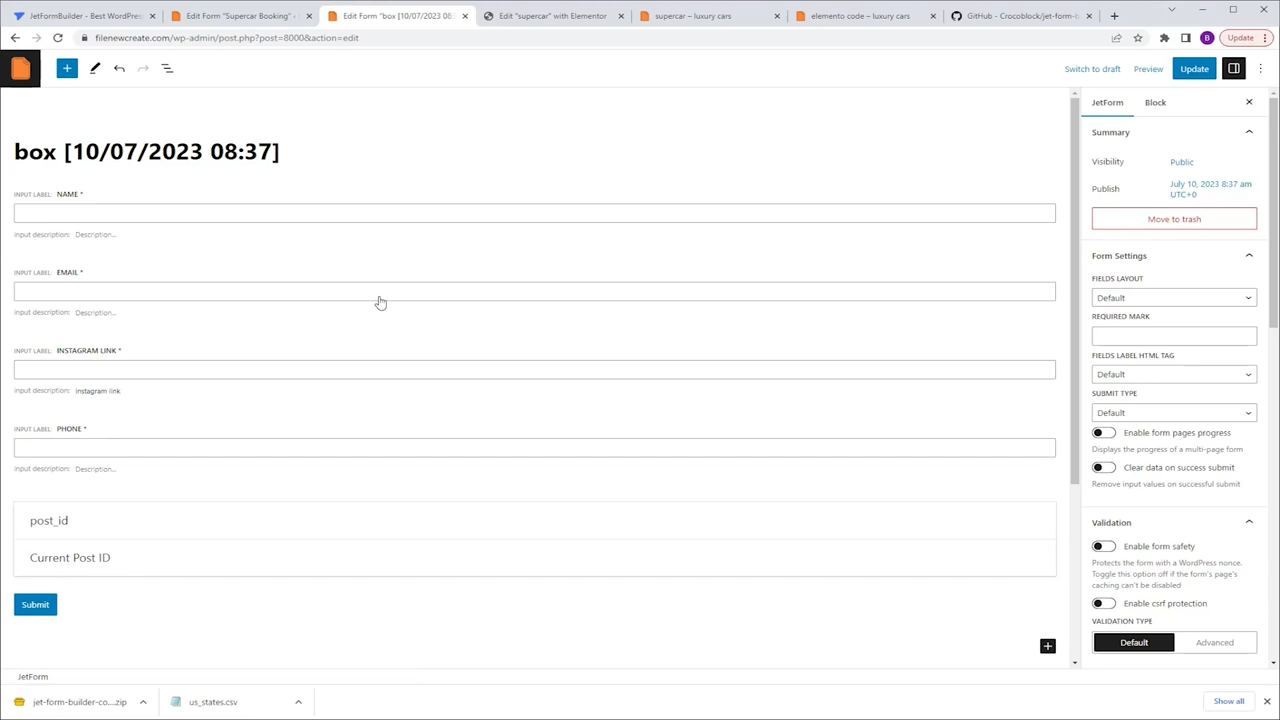 JetFormBuilder - Best WordPress
Edit Form "Supercar Booking" ‹
Edit Form "box [10/07/2023 08:37]
Edit "supercar" with Elementor
supercar – luxury cars
elemento code – luxury cars
GitHub - Crocoblock/jet-form-b
filenewcreate.com/wp-admin/post.php?post=8000&action=edit
B
Update
Switch to draft
Preview
Update
JetForm
Block
box [10/07/2023 08:37]
Summary
Visibility
Public
Publish
July 10, 2023 8:37 am
UTC+0
Move to trash
INPUT LABEL: NAME *
Input description: Description...
INPUT LABEL: EMAIL *
Input description: Description...
INPUT LABEL: INSTAGRAM LINK *
Input description: instagram link
INPUT LABEL: PHONE *
Input description: Description...
post_id
Current Post ID
Submit
Form Settings
FIELDS LAYOUT
Default
REQUIRED MARK
FIELDS LABEL HTML TAG
Default
SUBMIT TYPE
Default
Enable form pages progress
Displays the progress of a multi-page form
Clear data on success submit
Remove input values on successful submit
Validation
Enable form safety
Protects the form with a WordPress nonce.
Toggle this option off if the form's page's
caching can't be disabled
Enable csrf protection
VALIDATION TYPE
Default
Advanced
JetForm
jet-form-builder-co....zip
us_states.csv
Show all